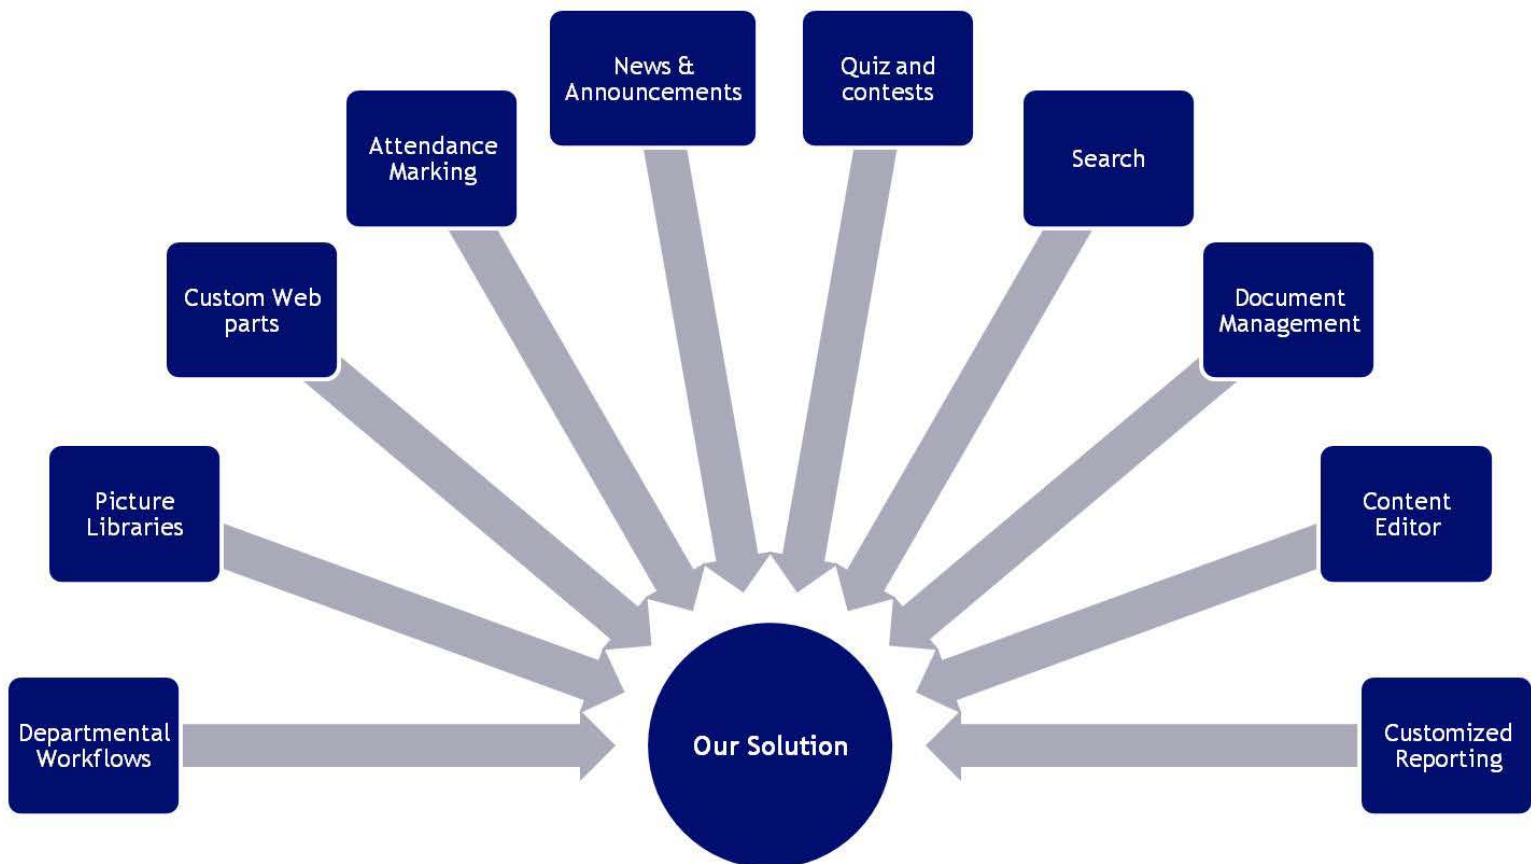 News &
Announcements
Quiz and
contests
Attendance
Marking
Search
Custom Web
parts
Document
Management
Picture
Libraries
Content
Editor
Departmental
Workflows
Our Solution
Customized
Reporting